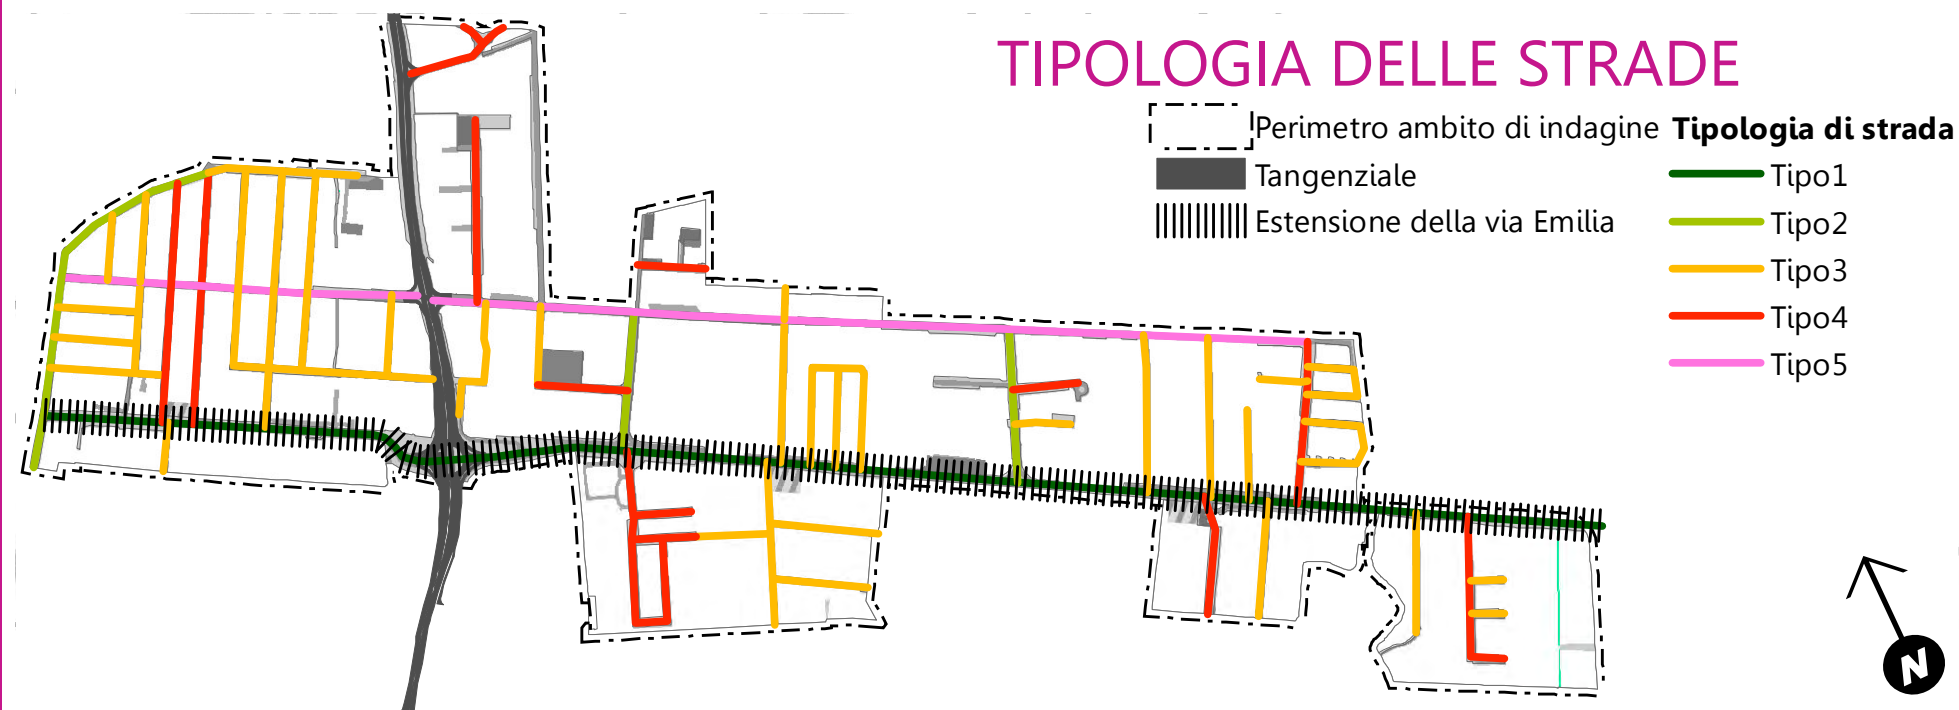 TIPOLOGIA DELLE STRADE
Perimetro ambito di indagine
Tangenziale
Estensione della via Emilia
Tipologia di strada
Tipo1
Tipo2
Tipo3
Tipo4
Tipo5
N